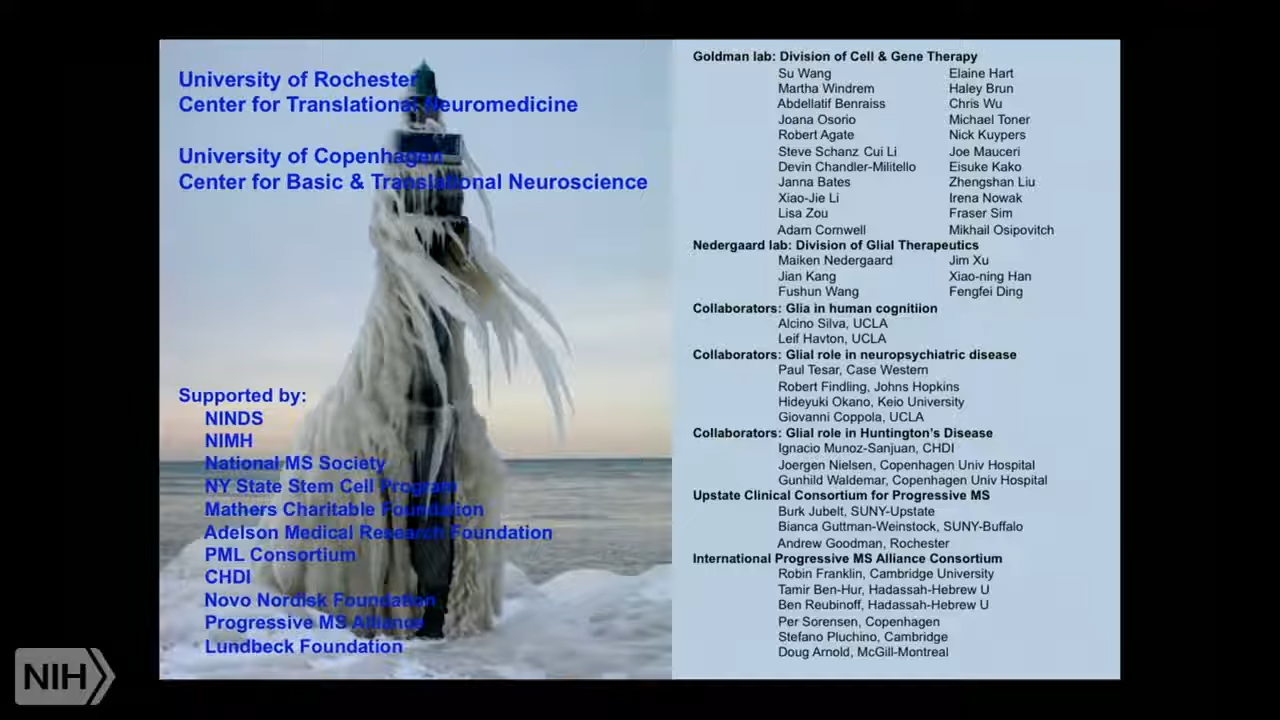 University of Rochester
Center for Translational Neuromedicine
University of Copenhagen
Center for Basic & Translational Neuroscience
Supported by:
NINDS
NIMH
National MS Society
NY State Stem Cell Program
Mathers Charitable Foundation
Adelson Medical Research Foundation
PML Consortium
CHDI
Novo Nordisk Foundation
Progressive MS Alliance
Lundbeck Foundation
Goldman lab: Division of Cell & Gene Therapy
Su Wang Elaine Hart
Martha Windrem Haley Brun
Abdellatif Benraiss Chris Wu
Joana Osorio Michael Toner
Robert Agate Nick Kuypers
Steve Schanz Cui Li Joe Mauceri
Devin Chandler-Militello Eisuke Kako
Janna Bates Zhengshan Liu
Xiao-Jie Li Irena Nowak
Lisa Zou Fraser Sim
Adam Cornwell Mikhail Osipovitch
Nedergaard lab: Division of Glial Therapeutics
Maiken Nedergaard Jim Xu
Jian Kang Xiao-ning Han
Fushun Wang Fengfei Ding
Collaborators: Glia in human cognitiion
Alcino Silva, UCLA
Leif Havton, UCLA
Collaborators: Glial role in neuropsychiatric disease
Paul Tesar, Case Western
Robert Findling, Johns Hopkins
Hideyuki Okano, Keio University
Giovanni Coppola, UCLA
Collaborators: Glial role in Huntington's Disease
Ignacio Munoz-Sanjuan, CHDI
Joergen Nielsen, Copenhagen Univ Hospital
Gunhild Waldemar, Copenhagen Univ Hospital
Upstate Clinical Consortium for Progressive MS
Burk Jubelt, SUNY-Upstate
Bianca Guttman-Weinstock, SUNY-Buffalo
Andrew Goodman, Rochester
International Progressive MS Alliance Consortium
Robin Franklin, Cambridge University
Tamir Ben-Hur, Hadassah-Hebrew U
Ben Reubinoff, Hadassah-Hebrew U
Per Sorensen, Copenhagen
Stefano Pluchino, Cambridge
Doug Arnold, McGill-Montreal
NIH